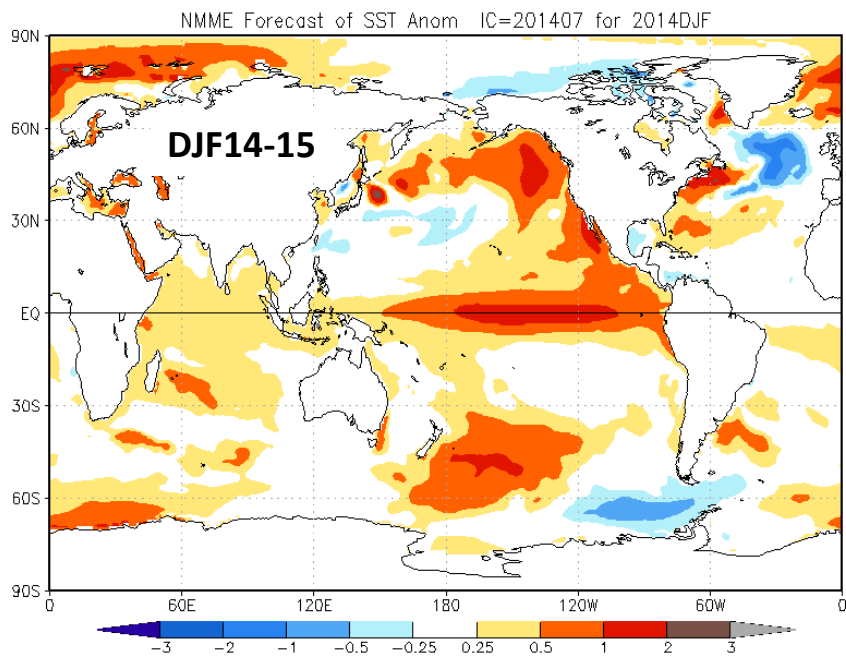 NMME Forecast of SST Anom IC=201407 for 2014DJF
90N
DJF14-15
60N
30N
EQ
30S
60S
90S
0 60E 120E 180 120W 60W 0
-3 -2 -1 -0.5 -0.25 0.25 0.5 1 2 3